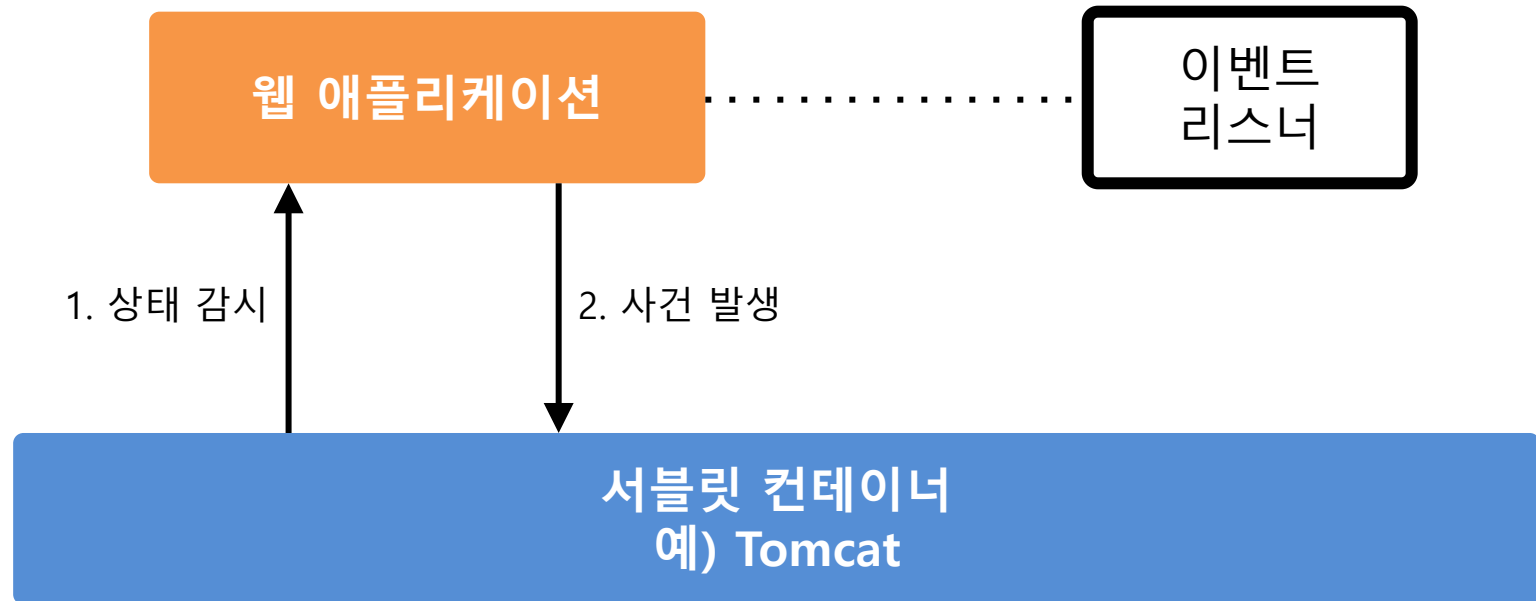 웹 애플리케이션
이벤트
리스너
1. 상태 감시
2. 사건 발생
서블릿 컨테이너
예) Tomcat